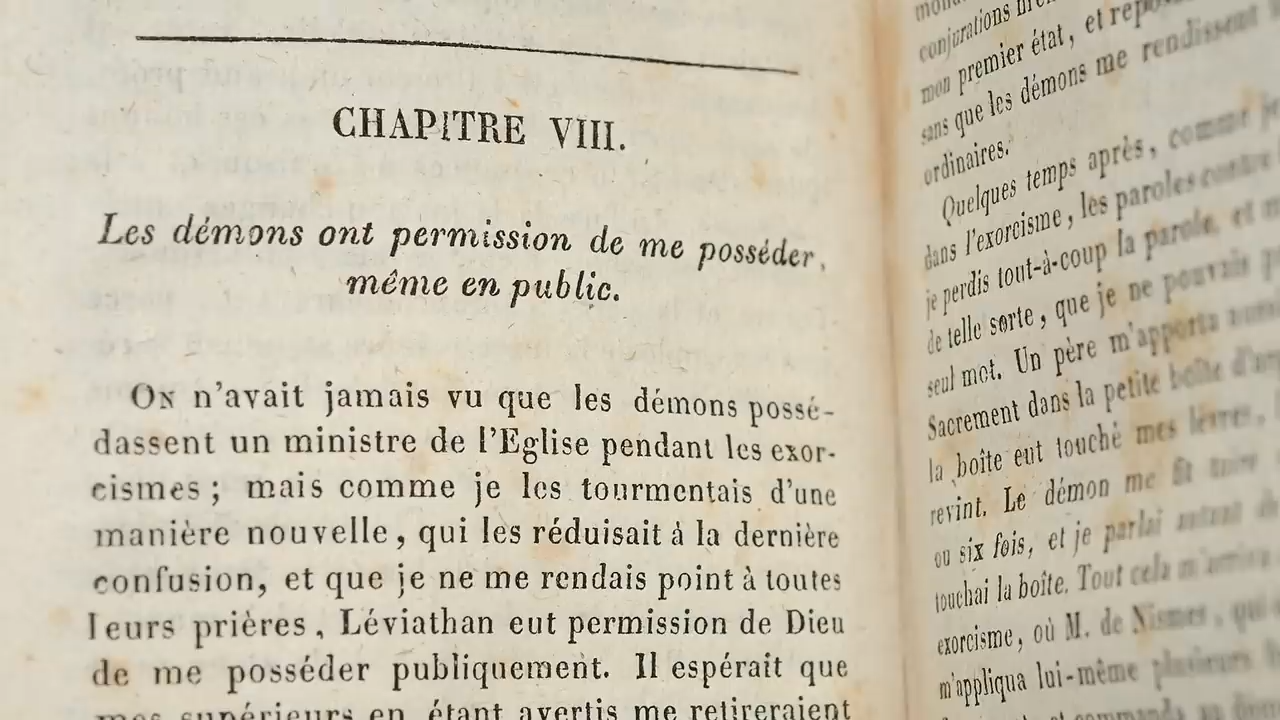 CHAPITRE VIII.
Les démons ont permission de me posséder,
même en public.
On n'avait jamais vu que les démons possé-
dassent un ministre de l'Eglise pendant les exor-
cismes ; mais comme je les tourmentais d'une
manière nouvelle, qui les réduisait à la dernière
confusion, et que je ne me rendais point à toutes
leurs prières, Léviathan eut permission de Dieu
de me posséder publiquement. Il espérait que
mes supérieurs en étant avertis me retireraient
conjurations
mon premier état, et
sans que les démons me rendissent
ordinaires.
Quelques temps après, comme
dans l'exorcisme, les paroles contre
je perdis tout-à-coup la parole, et
de telle sorte, que je ne pouvais
seul mot. Un père m'apporta
Sacrement dans la petite boîte
la boîte eut touché mes lèvres,
revint. Le démon me fit
ou six fois, et je parlai autant
touchai la boîte. Tout cela m'arriva
exorcisme, où M. de Nismes, qui
m'appliqua lui-même plusieurs